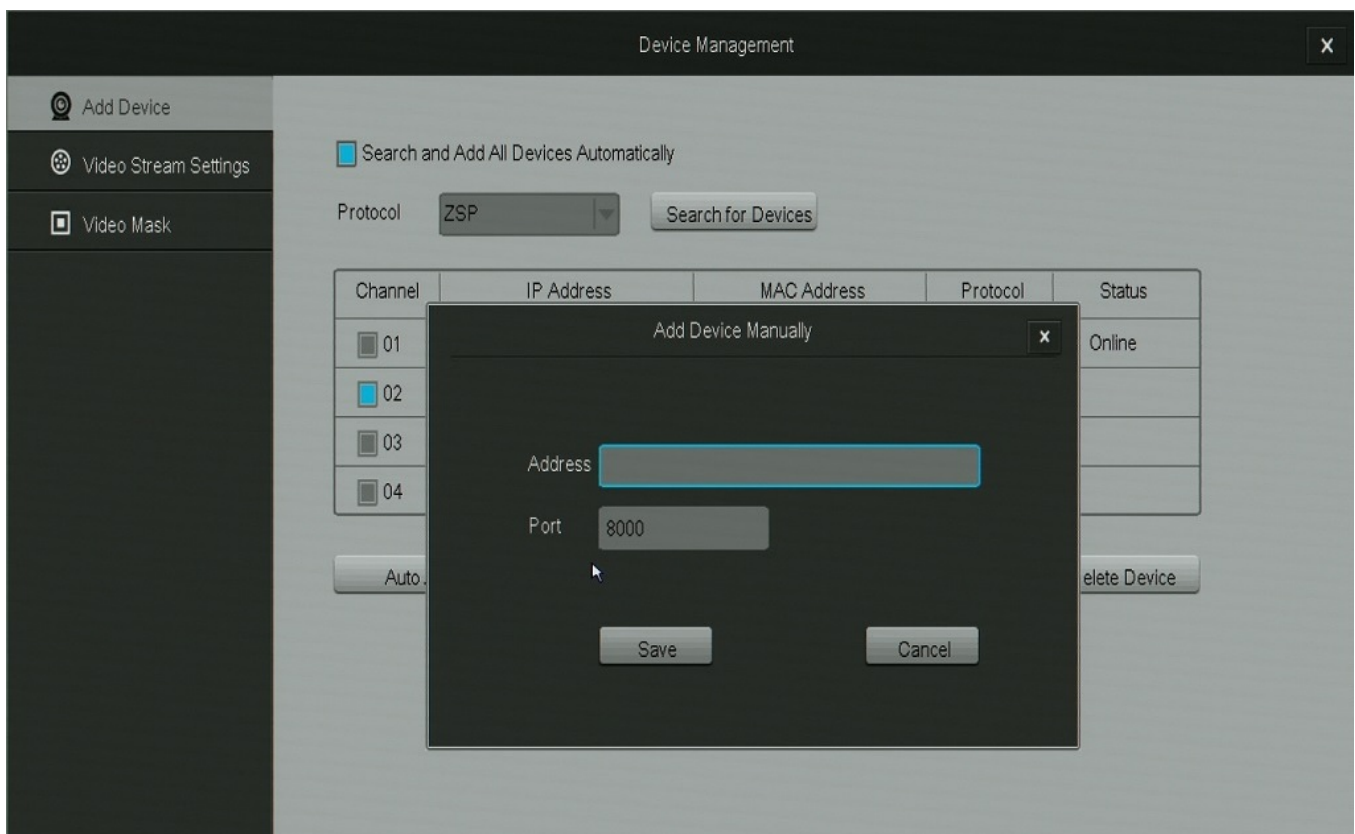 Device Management
X
Add Device
Video Stream Settings
Video Mask
Search and Add All Devices Automatically
Protocol ZSP Search for Devices
Channel IP Address MAC Address Protocol Status
Add Device Manually x
01 Online
02
03
04
Address
Port 8000
Auto
elete Device
Save Cancel